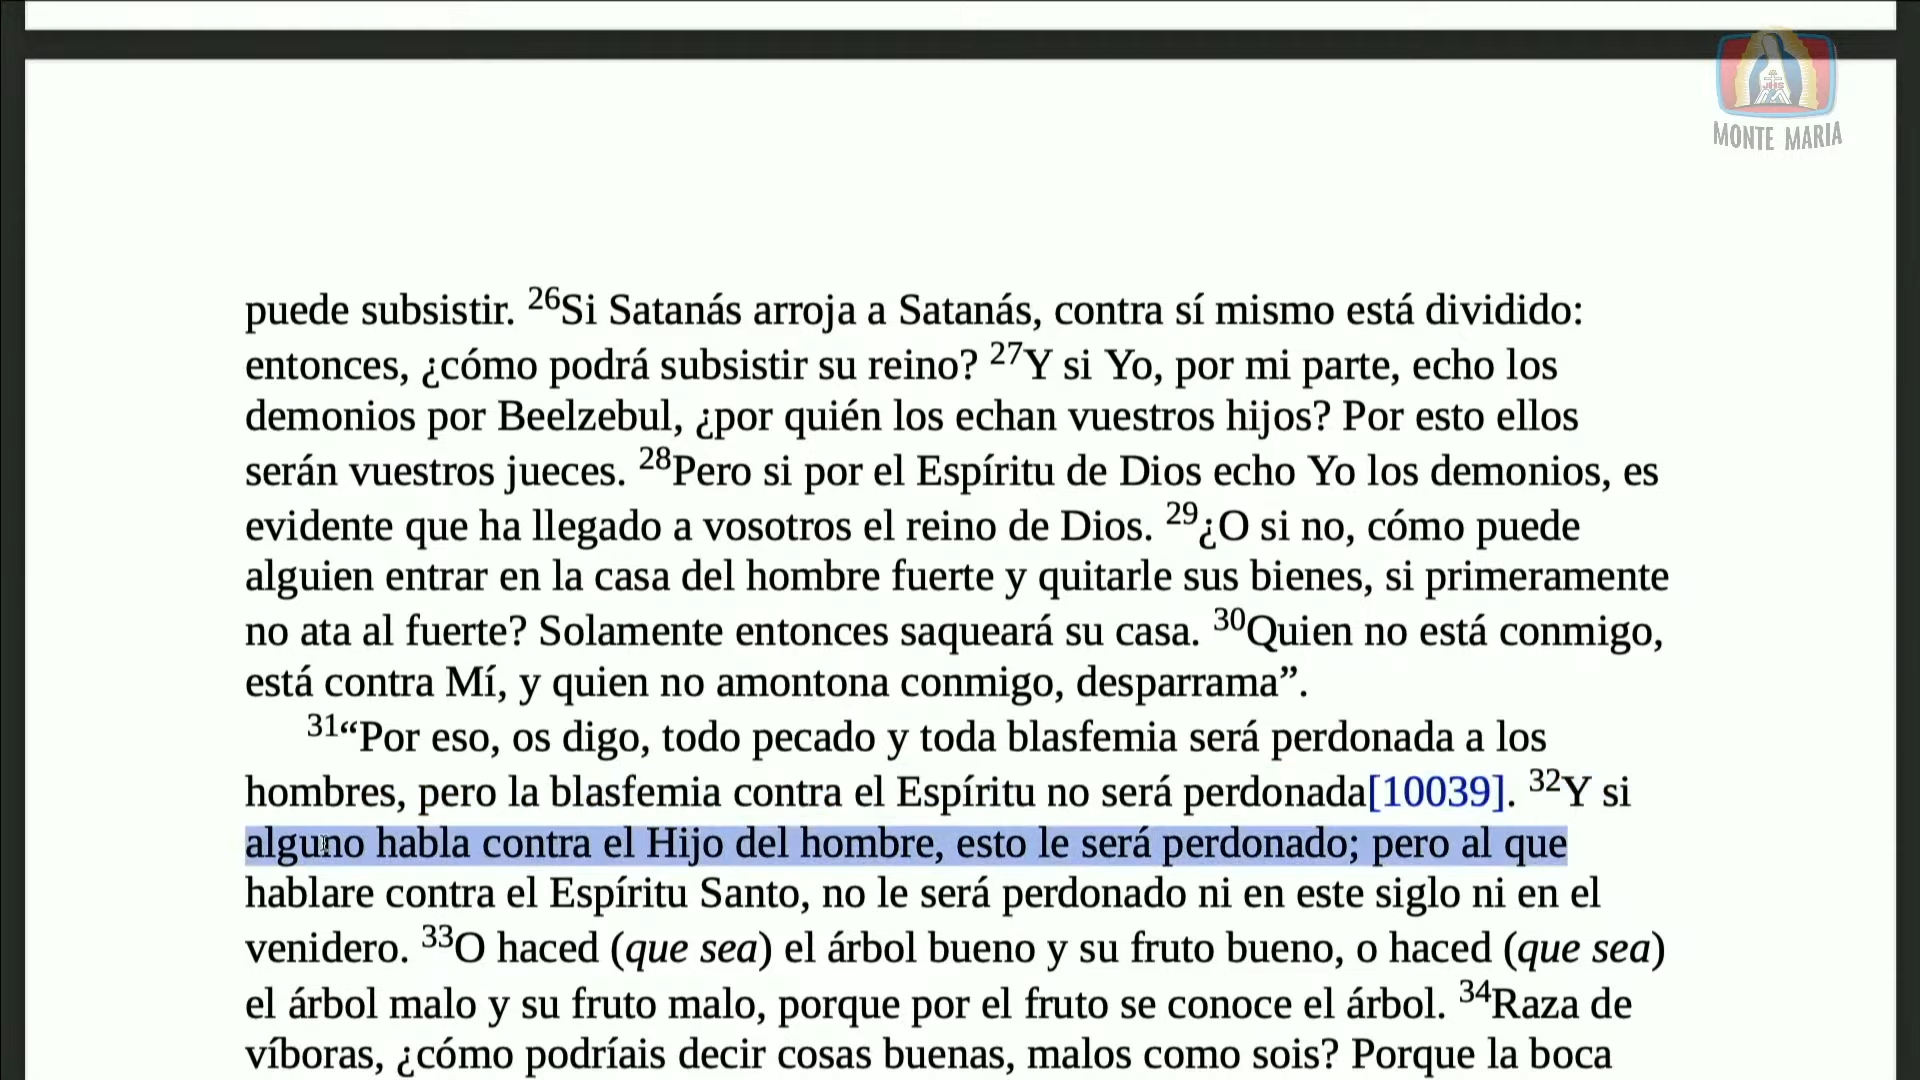 MONTE MARIA
puede subsistir. 26Si Satanás arroja a Satanás, contra sí mismo está dividido:
entonces, ¿cómo podrá subsistir su reino? 27Y si Yo, por mi parte, echo los
demonios por Beelzebul, ¿por quién los echan vuestros hijos? Por esto ellos
serán vuestros jueces. 28Pero si por el Espíritu de Dios echo Yo los demonios, es
evidente que ha llegado a vosotros el reino de Dios. 29¿O si no, cómo puede
alguien entrar en la casa del hombre fuerte y quitarle sus bienes, si primeramente
no ata al fuerte? Solamente entonces saqueará su casa. 30Quien no está conmigo,
está contra Mí, y quien no amontona conmigo, desparrama”.
31“Por eso, os digo, todo pecado y toda blasfemia será perdonada a los
hombres, pero la blasfemia contra el Espíritu no será perdonada[10039]. 32Y si
alguno habla contra el Hijo del hombre, esto le será perdonado; pero al que
hablare contra el Espíritu Santo, no le será perdonado ni en este siglo ni en el
venidero. 33O haced (que sea) el árbol bueno y su fruto bueno, o haced (que sea)
el árbol malo y su fruto malo, porque por el fruto se conoce el árbol. 34Raza de
víboras, ¿cómo podríais decir cosas buenas, malos como sois? Porque la boca